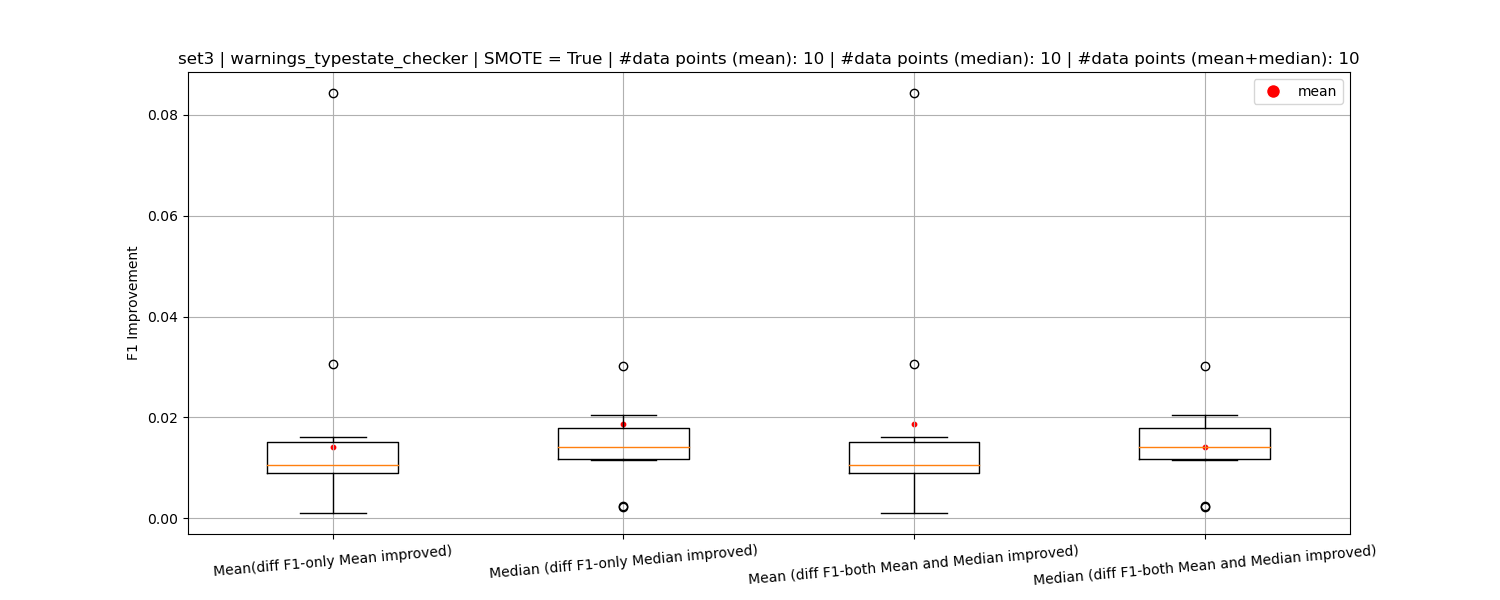 set3 | warnings_typestate_checker | SMOTE = True | #data points (mean): 10 | #data points (median): 10 | #data points (mean+median): 10
mean
F1 Improvement
0.08
0.06
0.04
0.02
0.00
Mean(diff F1-only Mean improved)
Median (diff F1-only Median improved)
Mean (diff F1-both Mean and Median improved)
Median (diff F1-both Mean and Median improved)